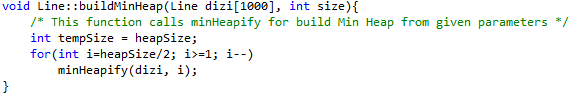 void Line::buildMinHeap(Line dizi[1000], int size){
/* This function calls minHeapify for build Min Heap from given parameters */
int tempSize = heapSize;
for(int i=heapSize/2; i>=1; i--)
minHeapify(dizi, i);
}